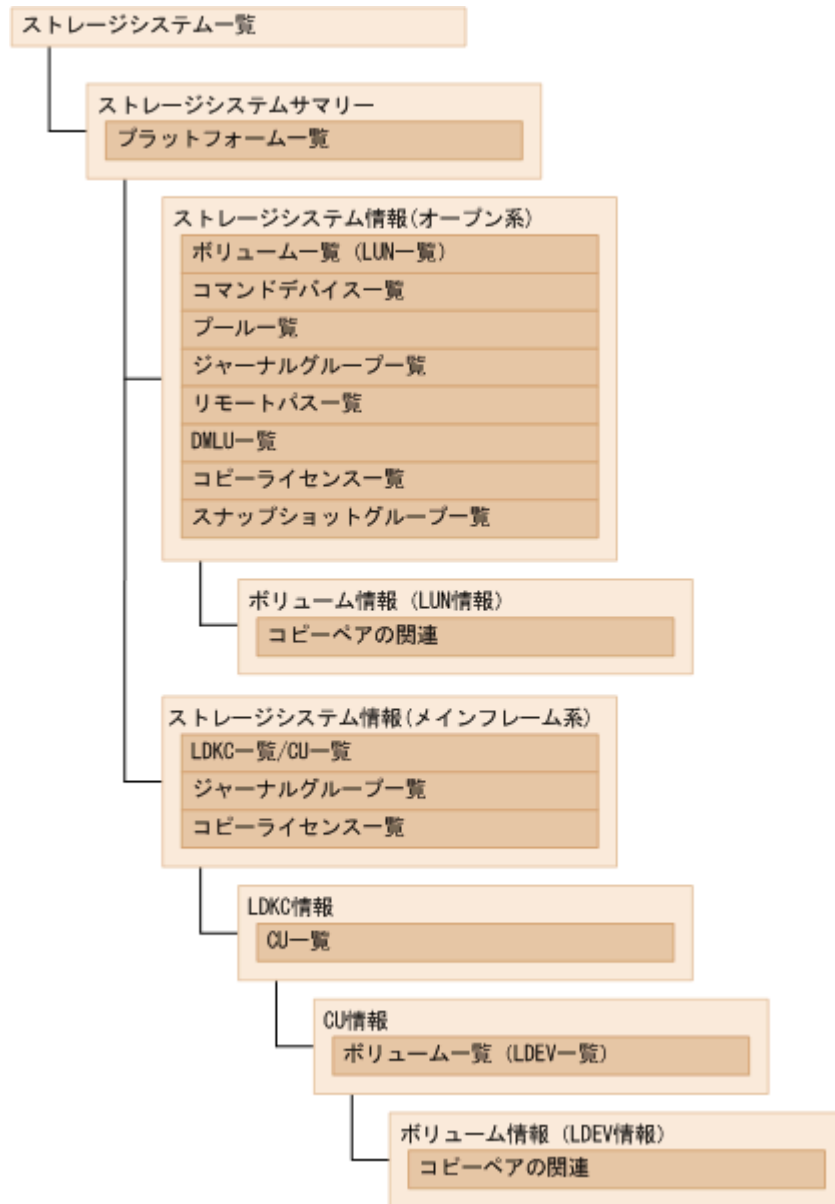 ストレージシステム一覧
ストレージシステムサマリー
プラットフォーム一覧
ストレージシステム情報(オープン系)
ボリューム一覧 (LUN一覧)
コマンドデバイス一覧
プール一覧
ジャーナルグループ一覧
リモートパス一覧
DMLU一覧
コピーライセンス一覧
スナップショットグループ一覧
ボリューム情報 (LUN情報)
コピーペアの関連
ストレージシステム情報(メインフレーム系)
LDKC一覧/CU一覧
ジャーナルグループ一覧
コピーライセンス一覧
LDKC情報
CU一覧
CU情報
ボリューム一覧 (LDEV一覧)
ボリューム情報 (LDEV情報)
コピーペアの関連